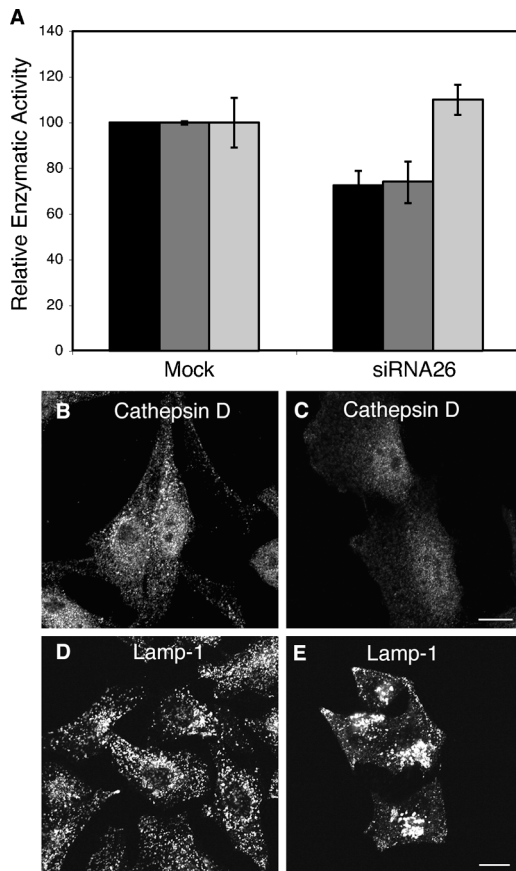 A
Relative Enzymatic Activity
140
120
100
80
60
40
20
0
Mock
siRNA26
B Cathepsin D
C Cathepsin D
D Lamp-1
E Lamp-1